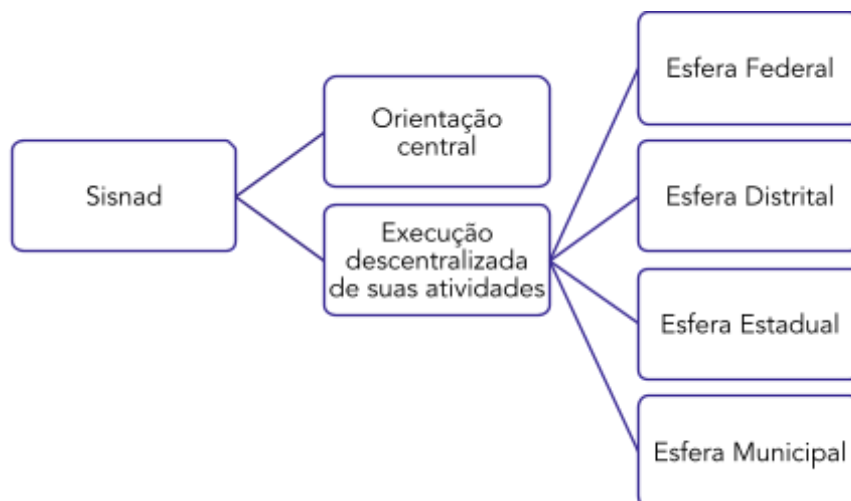 Sisnad
Orientação
central
Execução
descentralizada
de suas atividades
Esfera Federal
Esfera Distrital
Esfera Estadual
Esfera Municipal